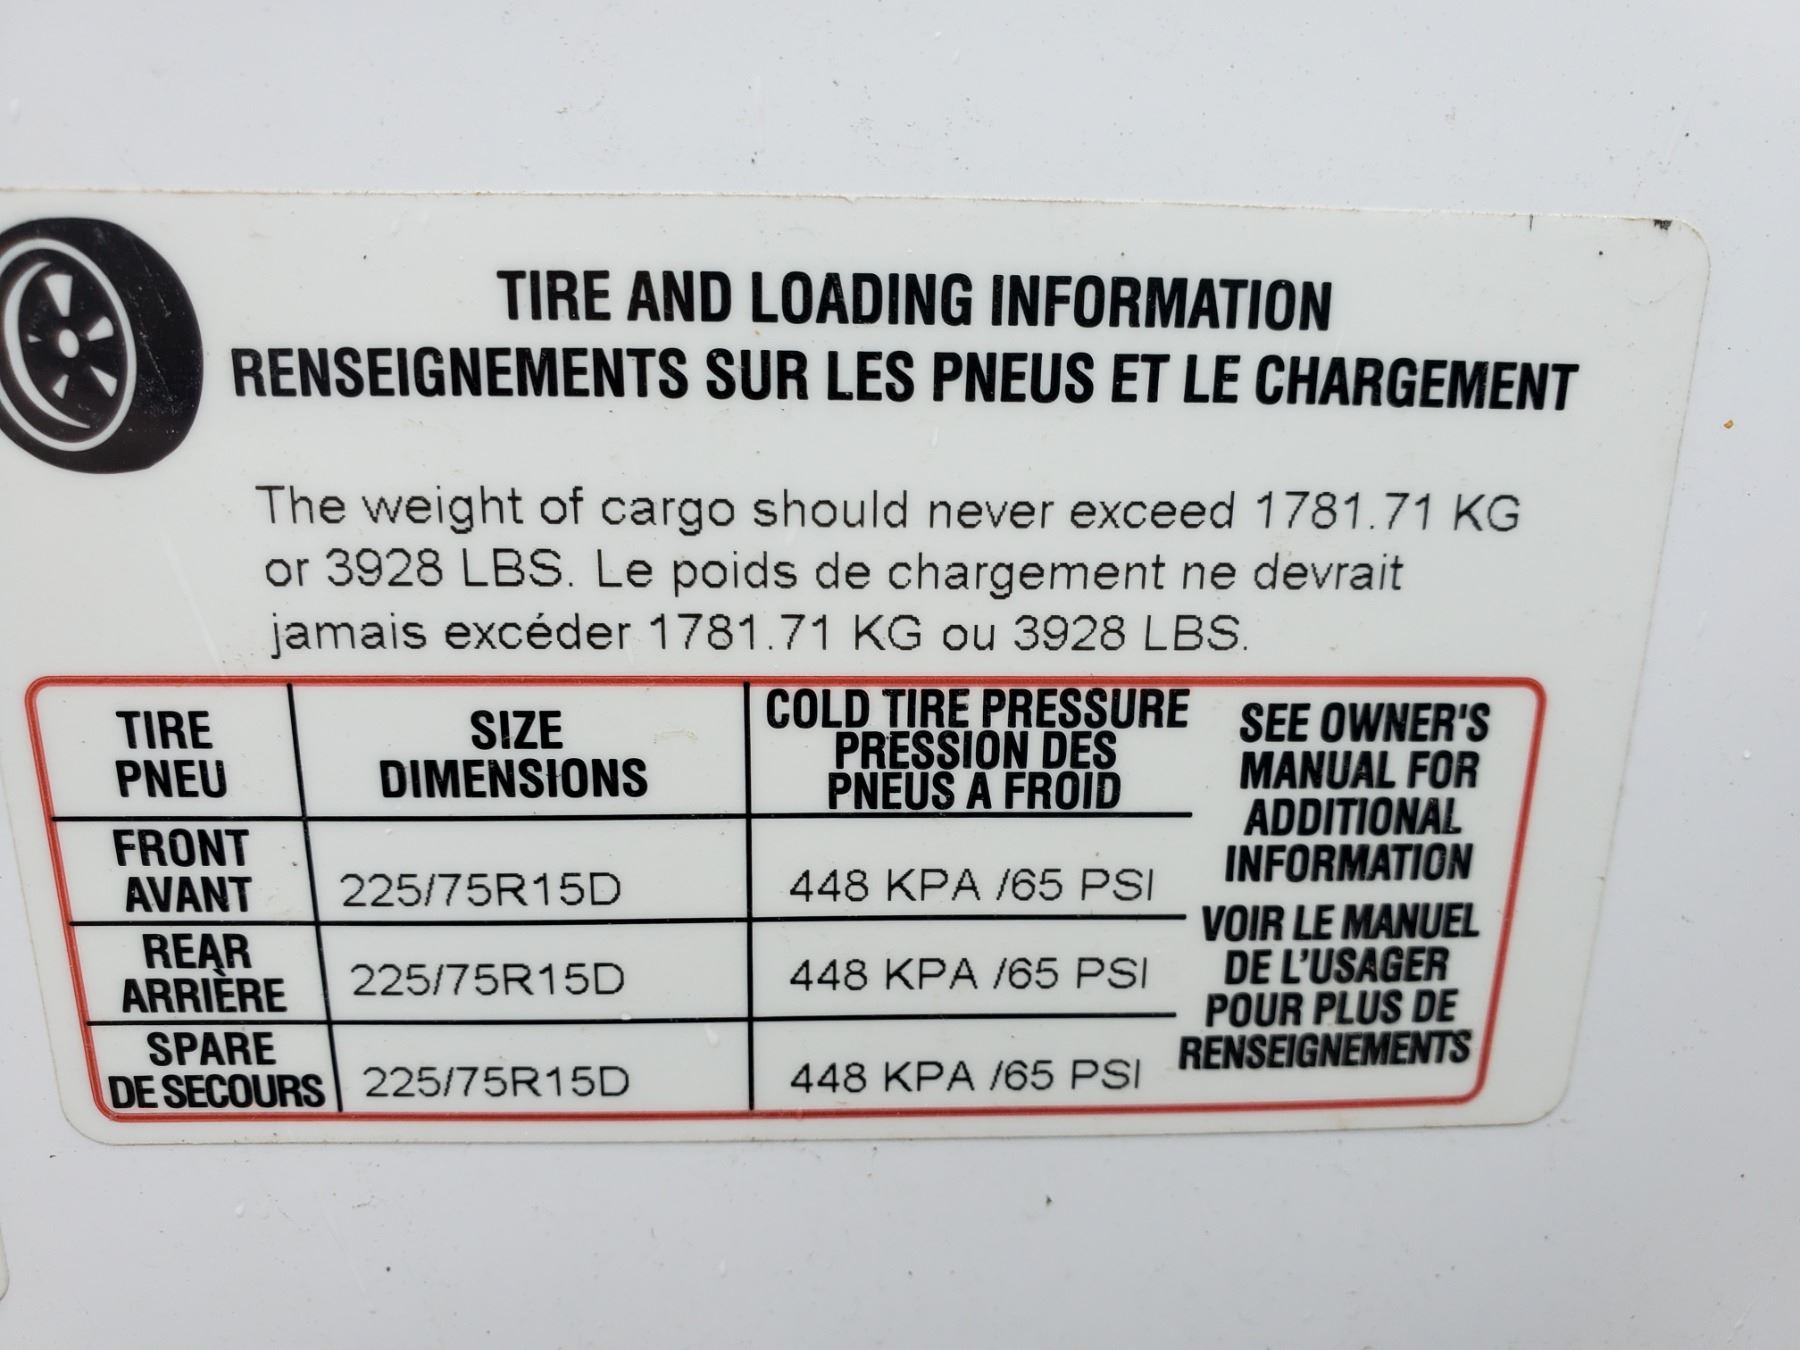 TIRE AND LOADING INFORMATION
RENSEIGNEMENTS SUR LES PNEUS ET LE CHARGEMENT
The weight of cargo should never exceed 1781.71 KG
or 3928 LBS. Le poids de chargement ne devrait
jamais excéder 1781.71 KG ou 3928 LBS.
TIRE
PNEU
SIZE
DIMENSIONS
COLD TIRE PRESSURE
PRESSION DES
PNEUS A FROID
FRONT
AVANT
225/75R15D
448 KPA /65 PSI
REAR
ARRIÈRE
225/75R15D
448 KPA /65 PSI
SPARE
DE SECOURS
225/75R15D
448 KPA /65 PSI
SEE OWNER'S
MANUAL FOR
ADDITIONAL
INFORMATION
VOIR LE MANUEL
DE L'USAGER
POUR PLUS DE
RENSEIGNEMENTS